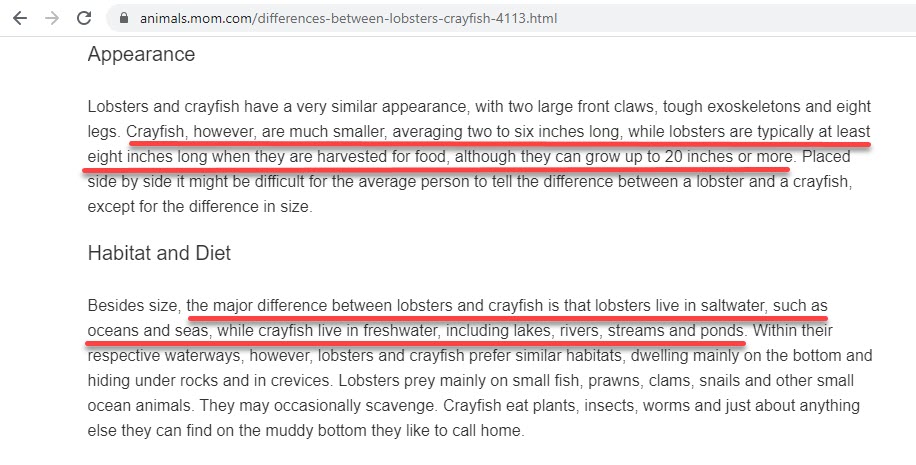 animals.mom.com/differences-between-lobsters-crayfish-4113.html
Appearance
Lobsters and crayfish have a very similar appearance, with two large front claws, tough exoskeletons and eight
legs. Crayfish, however, are much smaller, averaging two to six inches long, while lobsters are typically at least
eight inches long when they are harvested for food, although they can grow up to 20 inches or more. Placed
side by side it might be difficult for the average person to tell the difference between a lobster and a crayfish,
except for the difference in size.
Habitat and Diet
Besides size, the major difference between lobsters and crayfish is that lobsters live in saltwater, such as
oceans and seas, while crayfish live in freshwater, including lakes, rivers, streams and ponds. Within their
respective waterways, however, lobsters and crayfish prefer similar habitats, dwelling mainly on the bottom and
hiding under rocks and in crevices. Lobsters prey mainly on small fish, prawns, clams, snails and other small
ocean animals. They may occasionally scavenge. Crayfish eat plants, insects, worms and just about anything
else they can find on the muddy bottom they like to call home.